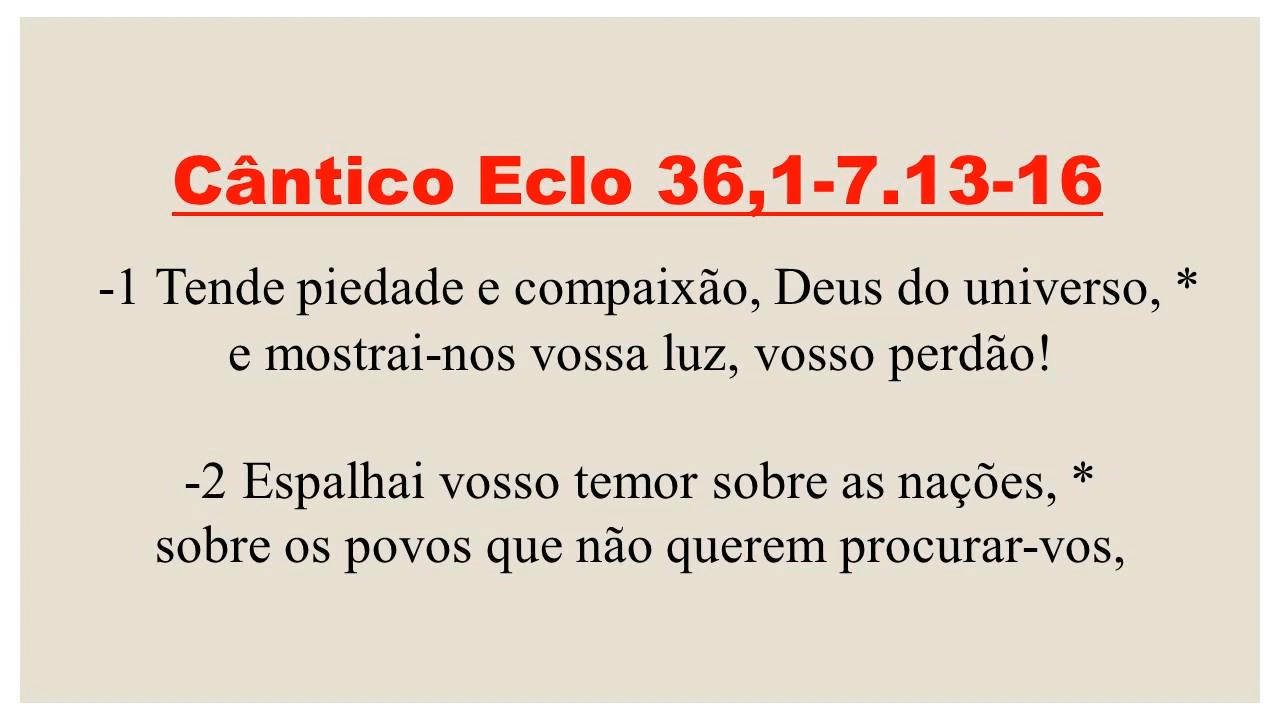 Cântico Eclo 36,1-7.13-16
-1 Tende piedade e compaixão, Deus do universo, *
e mostrai-nos vossa luz, vosso perdão!
-2 Espalhai vosso temor sobre as nações, *
sobre os povos que não querem procurar-vos,